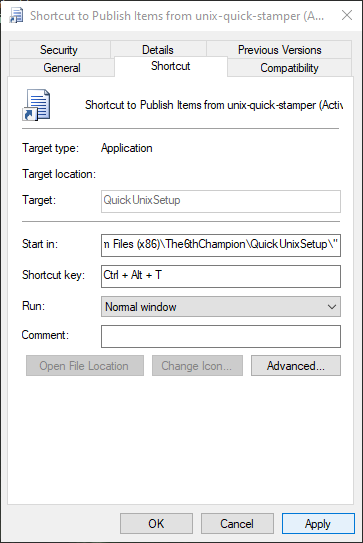 Shortcut to Publish Items from unix-quick-stamper (A...
Security Details Previous Versions
General Shortcut Compatibility
Shortcut to Publish Items from unix-quick-stamper (Activ
Target type: Application
Target location:
Target: QuickUnixSetup
Start in: n Files (x86)\The6thChampion\QuickUnixSetup\"
Shortcut key: Ctrl + Alt + T
Run: Normal window
Comment:
Open File Location Change Icon... Advanced...
OK Cancel Apply